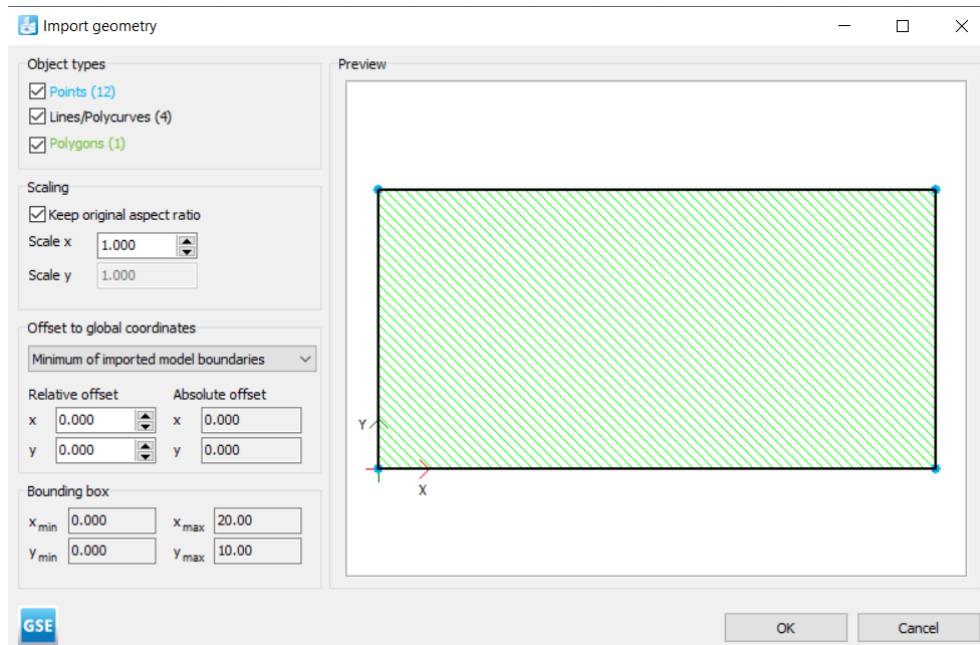 Import geometry
Object types
Points (12)
Lines/Polycurves (4)
Polygons (1)
Scaling
Keep original aspect ratio
Scale x 1.000
Scale y 1.000
Offset to global coordinates
Minimum of imported model boundaries
Relative offset Absolute offset
x 0.000 x 0.000
y 0.000 y 0.000
Bounding box
x min 0.000 x max 20.00
y min 0.000 y max 10.00
Preview
Y
X
GSE
OK Cancel